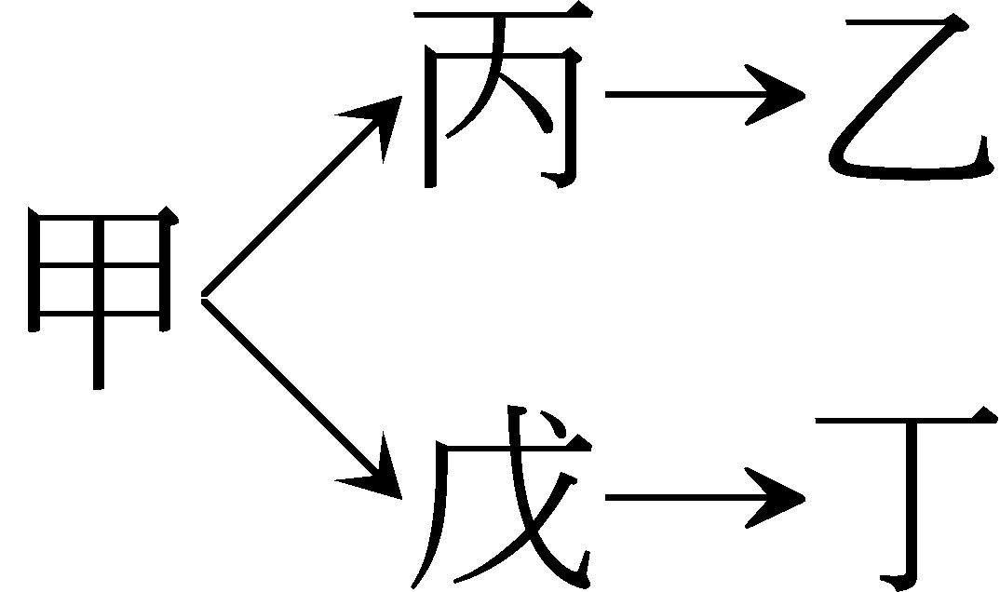 丙 → 乙
甲
戊 → 丁